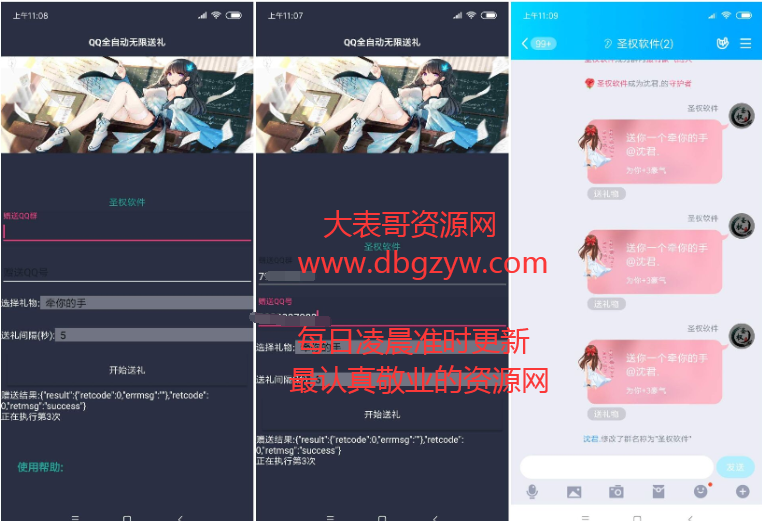 上午11:08
QQ全自动无限送礼
圣权软件
赠送QQ群
赠送QQ号
选择礼物: 牵你的手
送礼间隔(秒): 5
开始送礼
赠送结果:{"result":{"retcode":0,"errmsg":""},"retcode":
0,"retmsg":"success"}
正在执行第3次
使用帮助:
上午11:07
QQ全自动无限送礼
圣权软件
赠送QQ群
79
赠送QQ号
选择礼物: 牵你的手
送礼间隔
开始送礼
赠送结果:{"result":{"retcode":0,"errmsg":""},"retcode":
0,"retmsg":"success"}
正在执行第3次
大表哥资源网
www.dbgzyw.com
每日凌晨准时更新
最认真敬业的资源网
上午11:09
99+
圣权软件(2)
圣权软件成为沈君.的守护者
圣权软件
送你一个牵你的手
@沈君.
为你+3豪气
送礼物
圣权软件
送你一个牵你的手
@沈君.
为你+3豪气
送礼物
圣权软件
送你一个牵你的手
@沈君.
为你+3豪气
送礼物
沈君.修改了群名称为"圣权软件"
发送